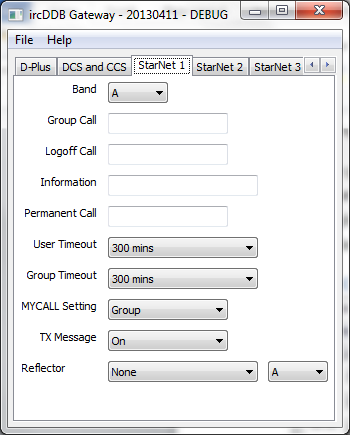 ircDDB Gateway - 20130411 - DEBUG
File Help
D-Plus DCS and CCS StarNet 1 StarNet 2 StarNet 3
Band A
Group Call
Logoff Call
Information
Permanent Call
User Timeout 300 mins
Group Timeout 300 mins
MYCALL Setting Group
TX Message On
Reflector None A